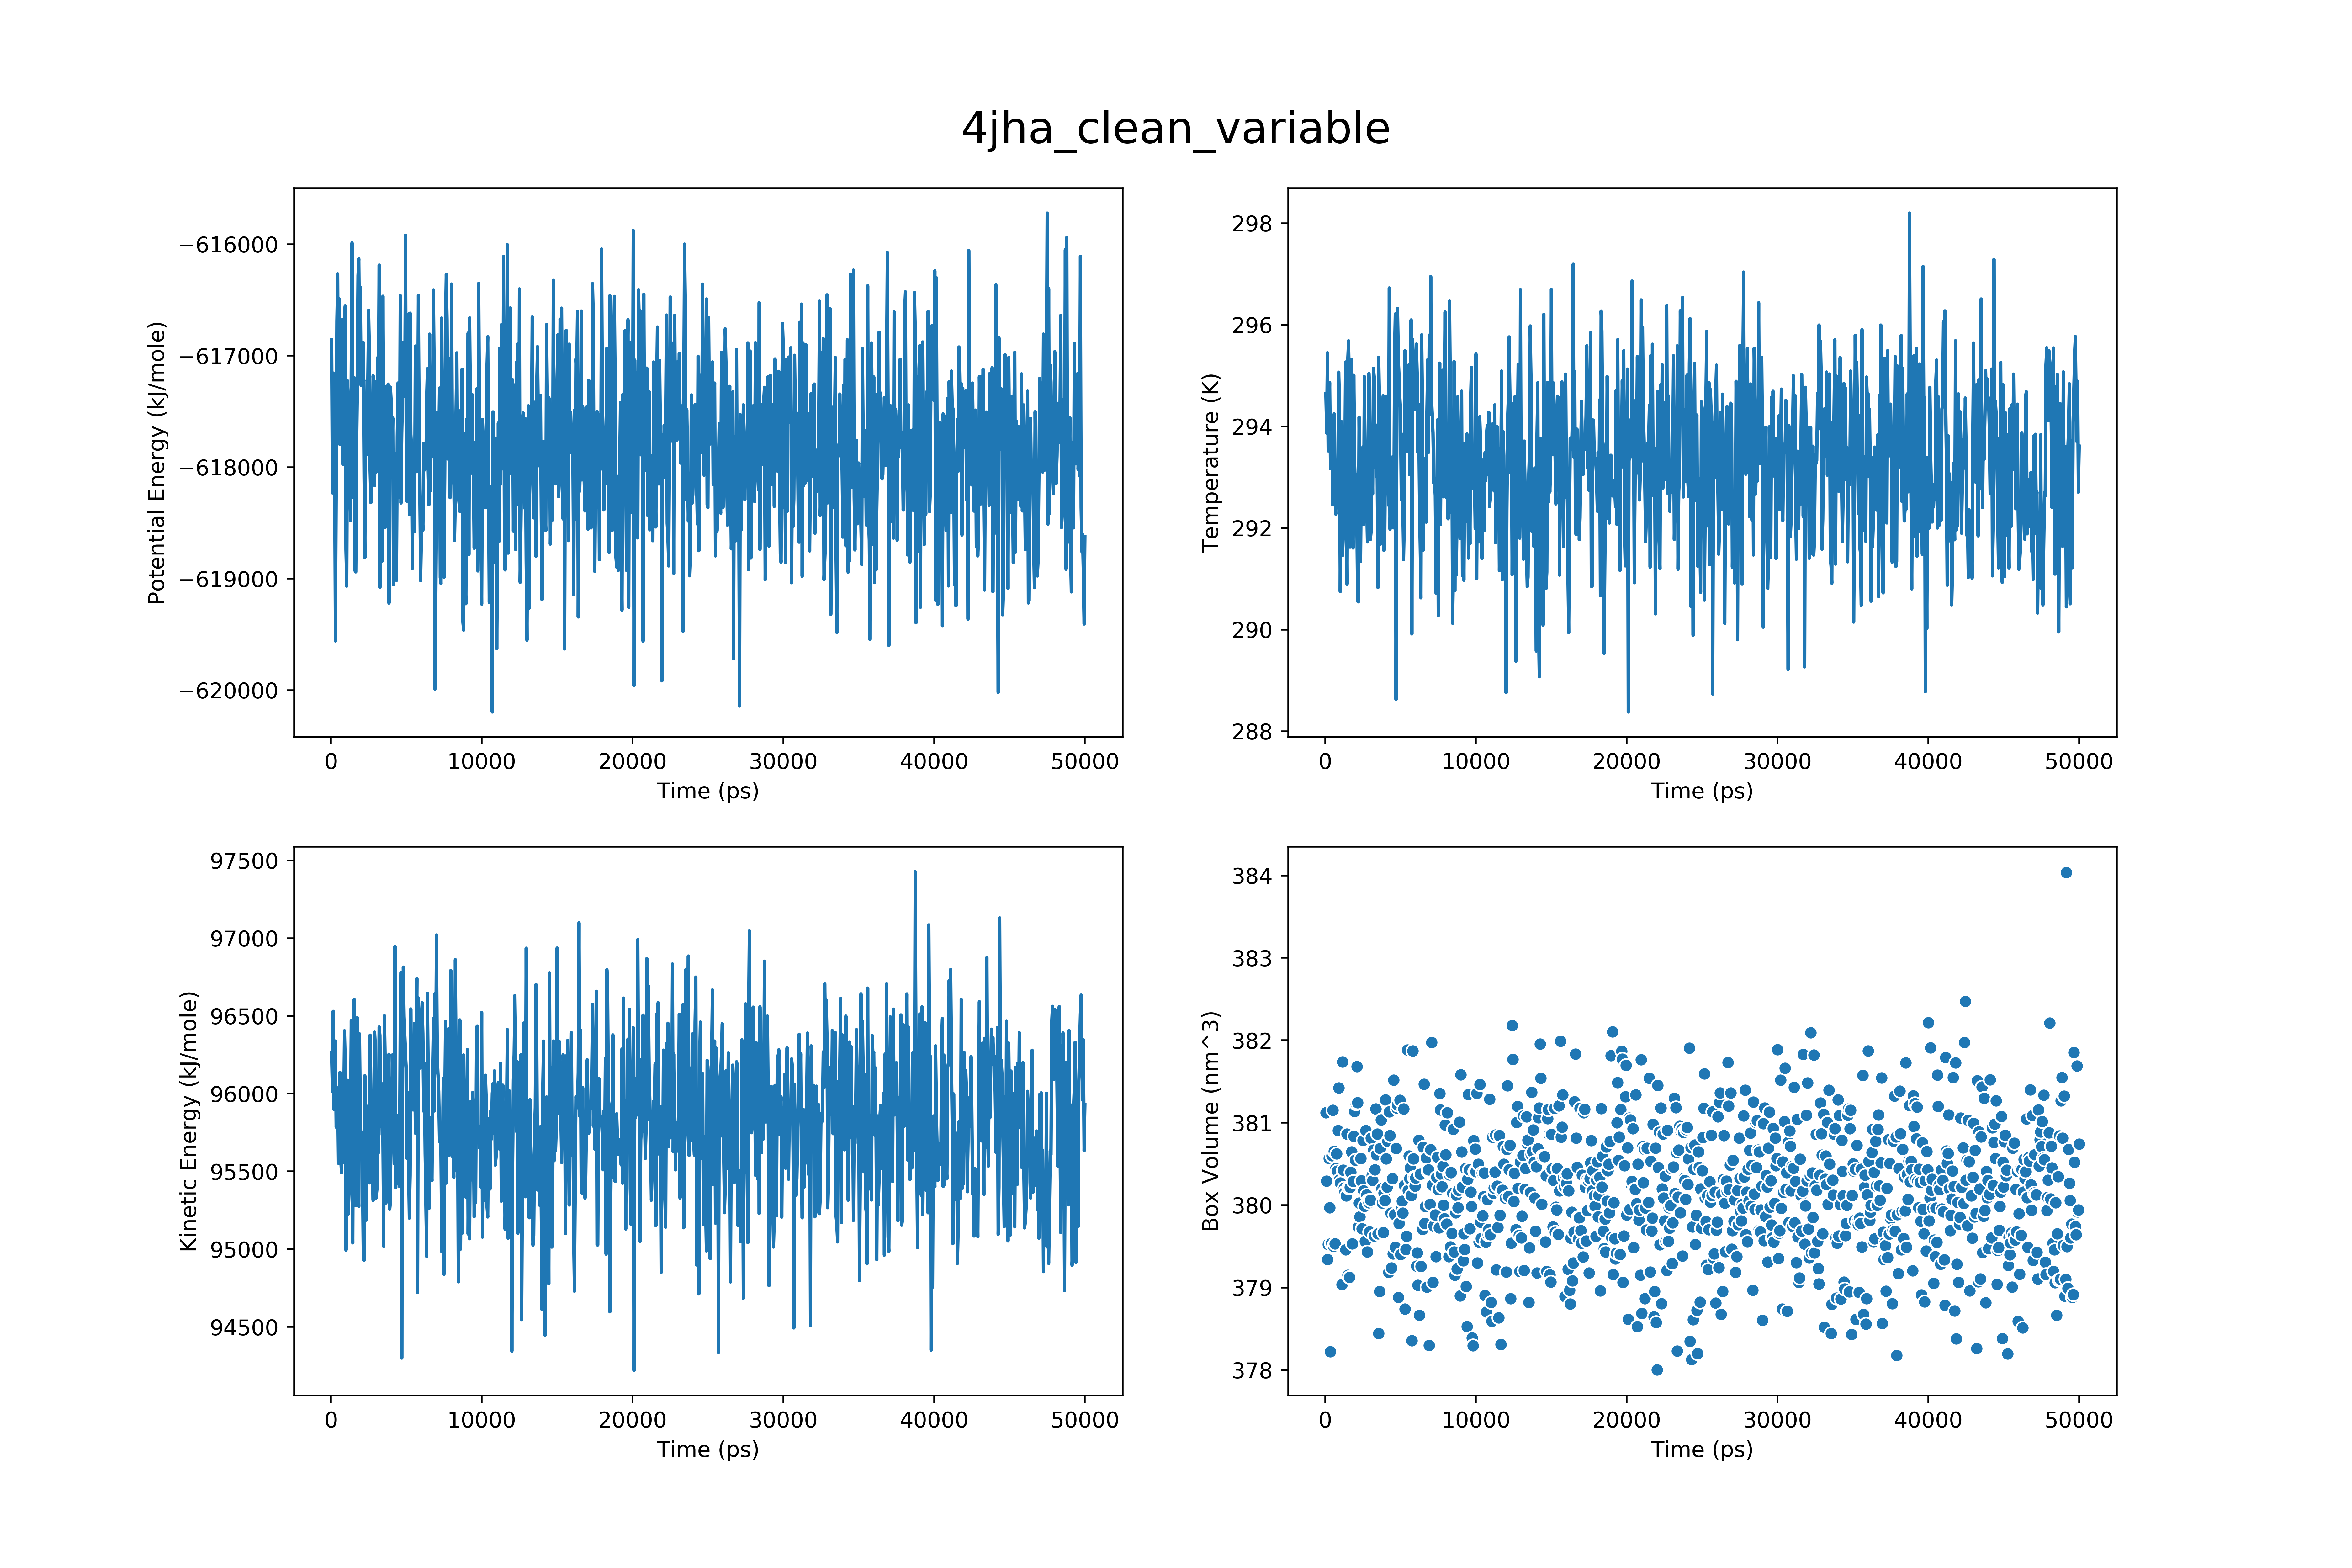 4jha_clean_variable
Potential Energy (kJ/mole)
−616000
−617000
−618000
−619000
−620000
0 10000 20000 30000 40000 50000
Time (ps)
Temperature (K)
298
296
294
292
290
288
0 10000 20000 30000 40000 50000
Time (ps)
Kinetic Energy (kJ/mole)
97500
97000
96500
96000
95500
95000
94500
0 10000 20000 30000 40000 50000
Time (ps)
Box Volume (nm^3)
384
383
382
381
380
379
378
0 10000 20000 30000 40000 50000
Time (ps)